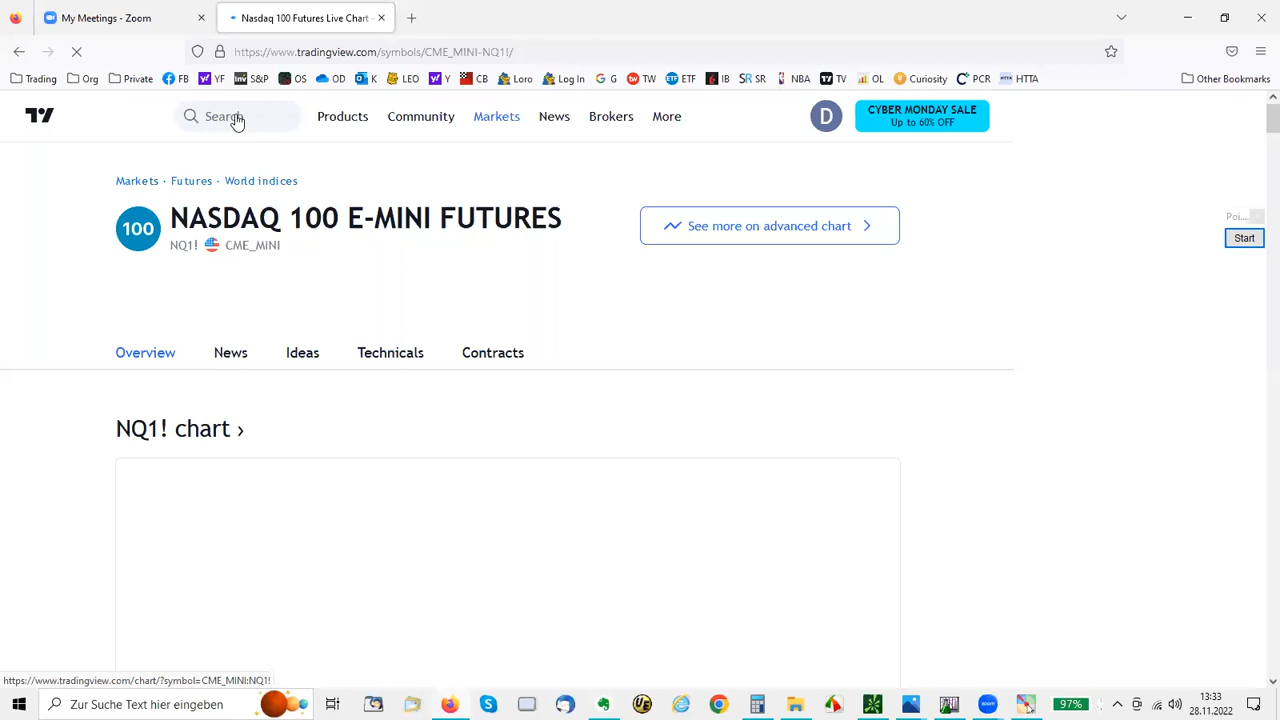 My Meetings - Zoom
Nasdaq 100 Futures Live Chart -
https://www.tradingview.com/symbols/CME_MINI-NQ1!/
Trading Org Private FB YF S&P OS OD K LEO Y CB Loro Log In G TW ETF IB SR NBA TV OL Curiosity PCR HTTA Other Bookmarks
Search Products Community Markets News Brokers More D
CYBER MONDAY SALE
Up to 60% OFF
Markets · Futures · World indices
100 NASDAQ 100 E-MINI FUTURES
NQ1! CME_MINI
See more on advanced chart
Poi...
Start
Overview News Ideas Technicals Contracts
NQ1! chart ›
https://www.tradingview.com/chart/?symbol=CME_MINI:NQ1!
Zur Suche Text hier eingeben
97%
13:33
28.11.2022